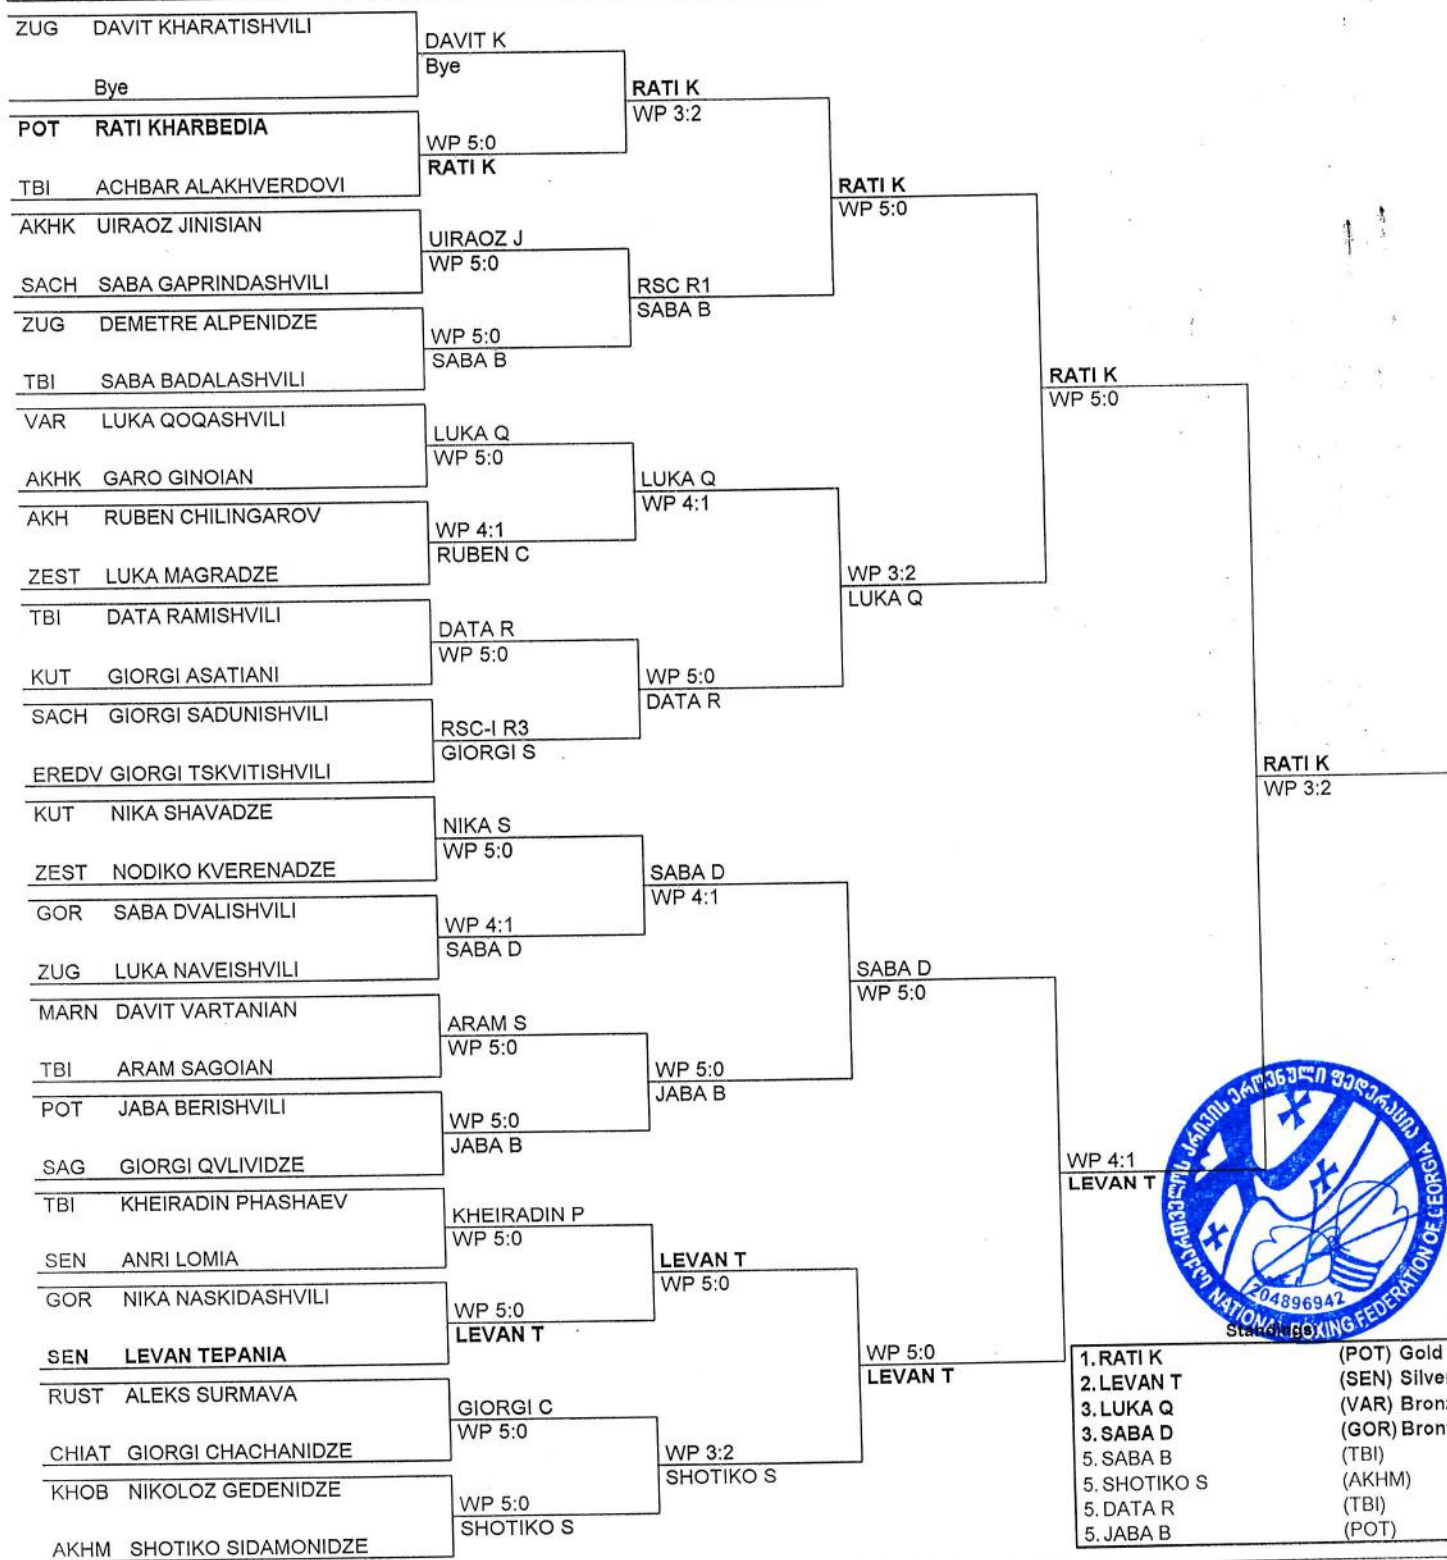 ZUG DAVIT KHARATISHVILI
Bye
POT RATI KHARBEDIA
TBI ACHBAR ALAKHVERDOVI
AKHK UIRAOZ JINISIAN
SACH SABA GAPRINDASHVILI
ZUG DEMETRE ALPENIDZE
TBI SABA BADALASHVILI
VAR LUKA QOQASHVILI
AKHK GARO GINOIAN
AKH RUBEN CHILINGAROV
ZEST LUKA MAGRADZE
TBI DATA RAMISHVILI
KUT GIORGI ASATIANI
SACH GIORGI SADUNISHVILI
EREDV GIORGI TSKVITISHVILI
KUT NIKA SHAVADZE
ZEST NODIKO KVERENADZE
GOR SABA DVALISHVILI
ZUG LUKA NAVEISHVILI
MARN DAVIT VARTANIAN
TBI ARAM SAGOIAN
POT JABA BERISHVILI
SAG GIORGI QVLIVIDZE
TBI KHEIRADIN PHASHAEV
SEN ANRI LOMIA
GOR NIKA NASKIDASHVILI
SEN LEVAN TEPANIA
RUST ALEKS SURMAVA
CHIAT GIORGI CHACHANIDZE
KHOB NIKOLOZ GEDENIDZE
AKHM SHOTIKO SIDAMONIDZE
DAVIT K
Bye
WP 5:0
RATI K
UIRAOZ J
WP 5:0
WP 5:0
SABA B
LUKA Q
WP 5:0
WP 4:1
RUBEN C
DATA R
WP 5:0
RSC-I R3
GIORGI S
NIKA S
WP 5:0
WP 4:1
SABA D
ARAM S
WP 5:0
WP 5:0
JABA B
KHEIRADIN P
WP 5:0
WP 5:0
LEVAN T
GIORGI C
WP 5:0
WP 5:0
SHOTIKO S
RATI K
WP 3:2
RSC R1
SABA B
LUKA Q
WP 4:1
WP 5:0
DATA R
SABA D
WP 4:1
WP 5:0
JABA B
LEVAN T
WP 5:0
WP 3:2
SHOTIKO S
RATI K
WP 5:0
WP 3:2
LUKA Q
SABA D
WP 5:0
WP 5:0
LEVAN T
RATI K
WP 5:0
WP 4:1
LEVAN T
RATI K
WP 3:2
საქართველოს კრივის ეროვნული ფედერაცია
204896942
NATIONAL BOXING FEDERATION OF GEORGIA
Standings
1. RATI K (POT) Gold
2. LEVAN T (SEN) Silver
3. LUKA Q (VAR) Bron
3. SABA D (GOR) Bron
5. SABA B (TBI)
5. SHOTIKO S (AKHM)
5. DATA R (TBI)
5. JABA B (POT)